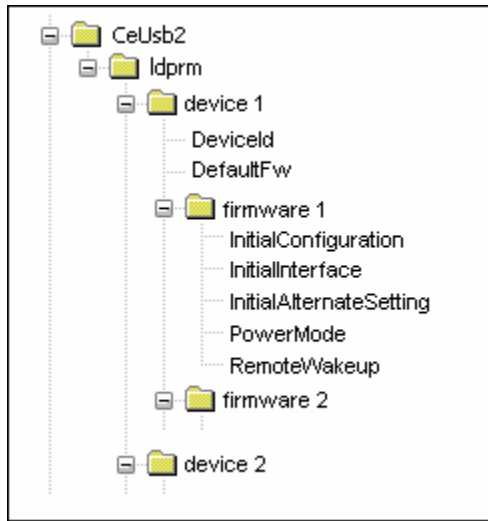 CeUsb2
ldprm
device 1
DeviceId
DefaultFw
firmware 1
InitialConfiguration
InitialInterface
InitialAlternateSetting
PowerMode
RemoteWakeup
firmware 2
device 2